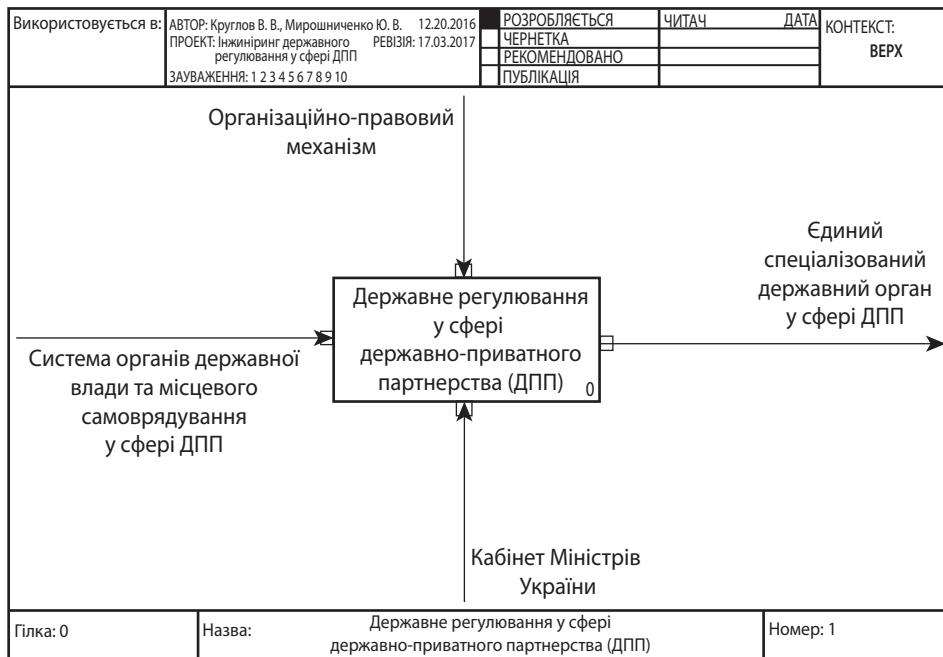 Використовується в:
АВТОР: Круглов В. В., Мирошниченко Ю. В. 12.20.2016
ПРОЕКТ: Інжиніринг державного РЕВІЗІЯ: 17.03.2017
регулювання у сфері ДПП
ЗАУВАЖЕННЯ: 1 2 3 4 5 6 7 8 9 10
РОЗРОБЛЯЄТЬСЯ
ЧЕРНЕТКА
РЕКОМЕНДОВАНО
ПУБЛІКАЦІЯ
ЧИТАЧ ДАТА
КОНТЕКСТ:
ВЕРХ
Організаційно-правовий
механізм
Єдиний
спеціалізований
державний орган
у сфері ДПП
Державне регулювання
у сфері
державно-приватного
партнерства (ДПП)
0
Система органів державної
влади та місцевого
самоврядування
у сфері ДПП
Кабінет Міністрів
України
Гілка: 0
Назва:
Державне регулювання у сфері
державно-приватного партнерства (ДПП)
Номер: 1